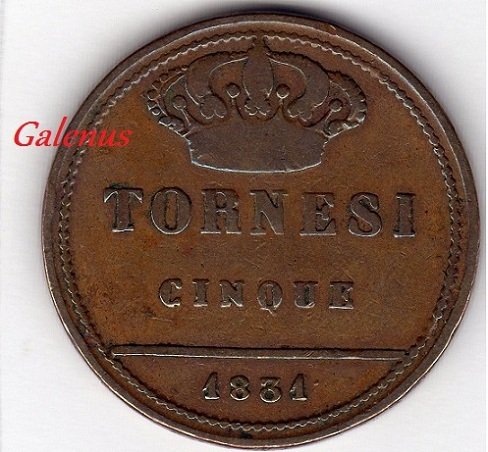 Galenus
TORNESI
CINQUE
1831